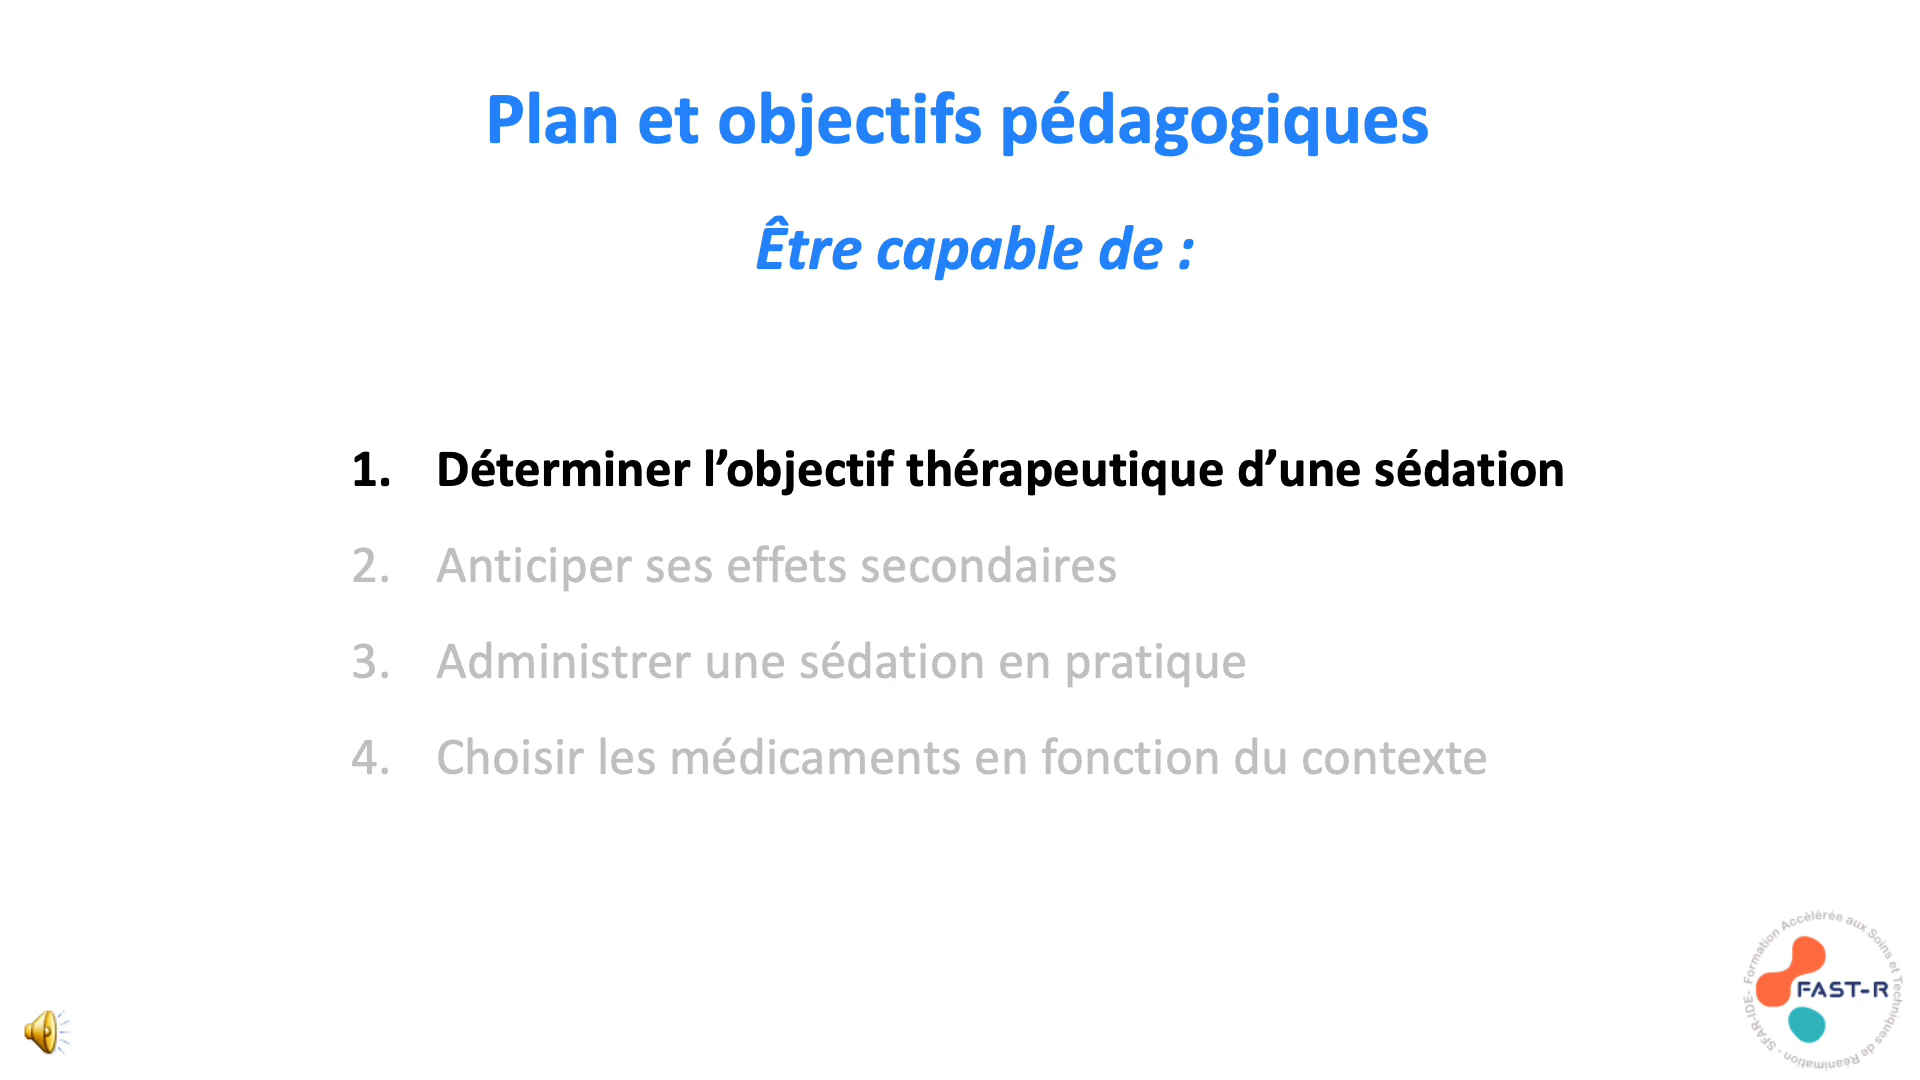 Plan et objectifs pédagogiques
Être capable de :
1. Déterminer l’objectif thérapeutique d’une sédation
2. Anticiper ses effets secondaires
3. Administrer une sédation en pratique
4. Choisir les médicaments en fonction du contexte
FAST-R
SFAR-IDE- Formation Accélérée aux Soins et Techniques de Réanimation -